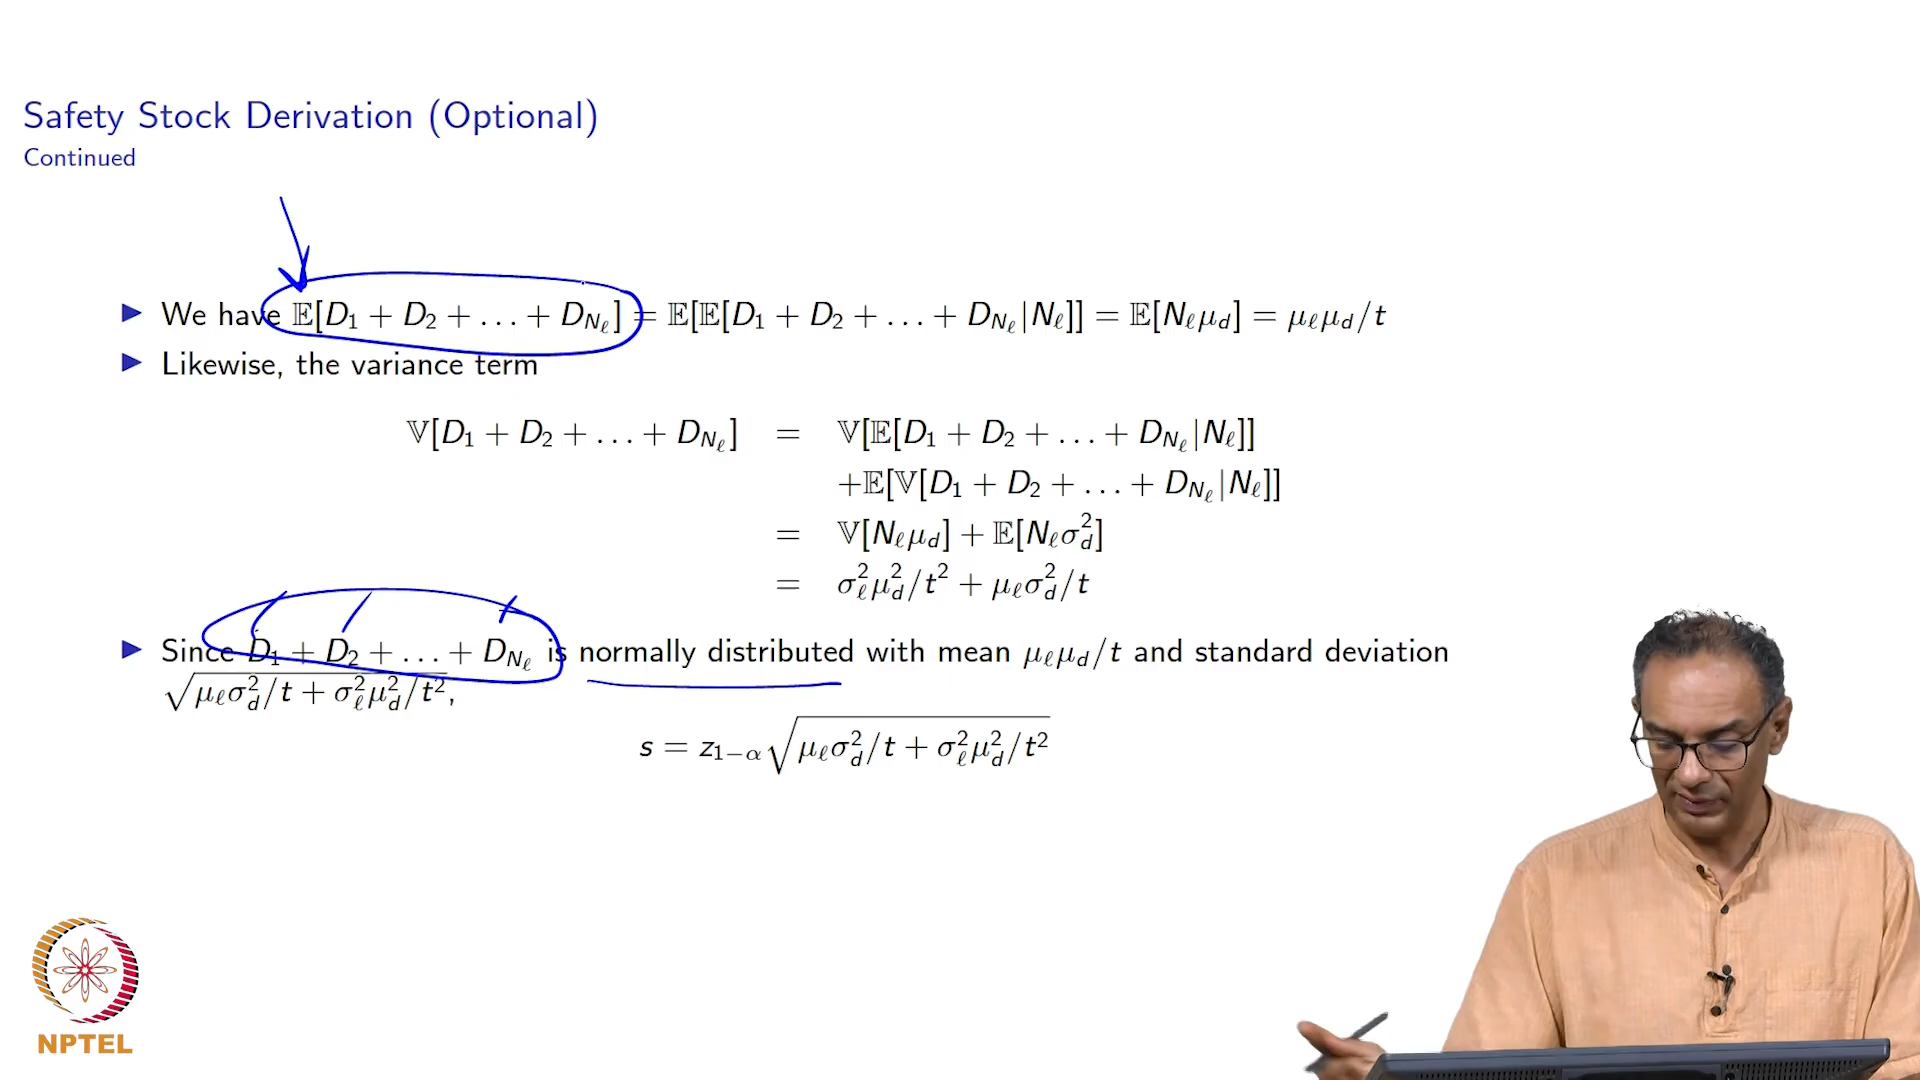 Safety Stock Derivation (Optional)
Continued
▶ We have 𝔼[D₁ + D₂ + … + D_{N_ℓ}] = 𝔼[𝔼[D₁ + D₂ + … + D_{N_ℓ}|N_ℓ]] = 𝔼[N_ℓμ_d] = μ_ℓμ_d/t
▶ Likewise, the variance term
𝕍[D₁ + D₂ + … + D_{N_ℓ}] = 𝕍[𝔼[D₁ + D₂ + … + D_{N_ℓ}|N_ℓ]]
+𝔼[𝕍[D₁ + D₂ + … + D_{N_ℓ}|N_ℓ]]
= 𝕍[N_ℓμ_d] + 𝔼[N_ℓσ_d²]
= σ_ℓ²μ_d²/t² + μ_ℓσ_d²/t
▶ Since D₁ + D₂ + … + D_{N_ℓ} is normally distributed with mean μ_ℓμ_d/t and standard deviation
√(μ_ℓσ_d²/t + σ_ℓ²μ_d²/t²),
s = z_{1−α}√(μ_ℓσ_d²/t + σ_ℓ²μ_d²/t²)
NPTEL